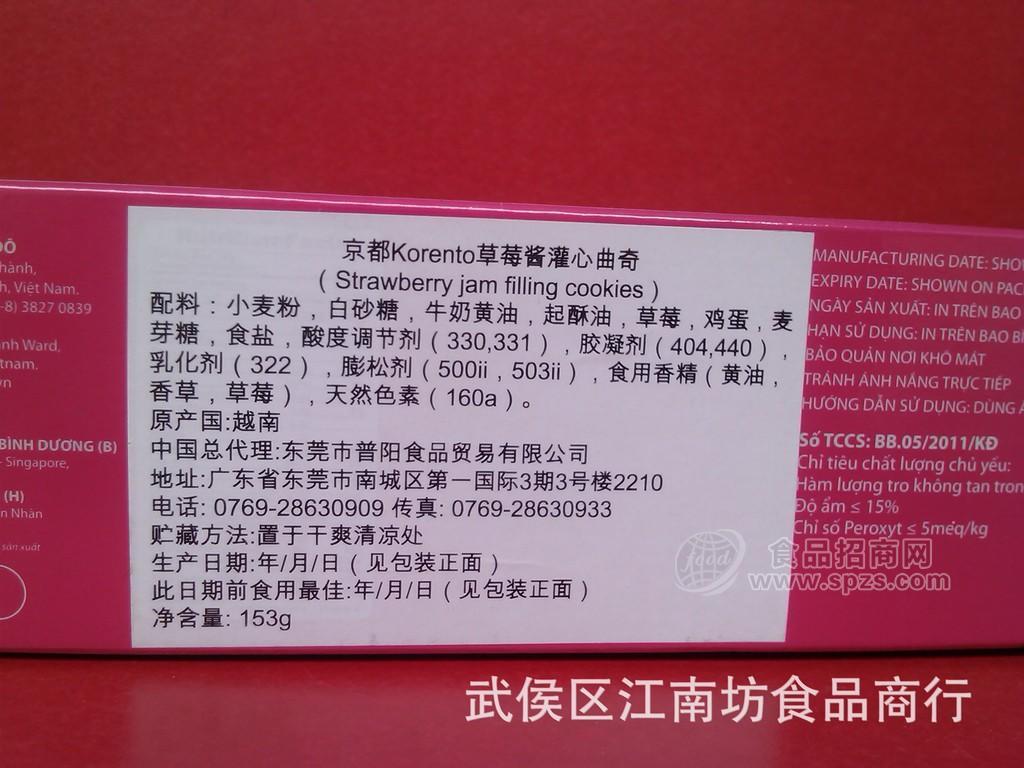 ĐÔ
hành,
h, Việt Nam.
-8) 3827 0839
nh Ward,
tnam.
vn
BÌNH DƯƠNG (B)
- Singapore,
(H)
n Nhàn
sản xuất
京都Korento草莓酱灌心曲奇
( Strawberry jam filling cookies )
配料：小麦粉，白砂糖，牛奶黄油，起酥油，草莓，鸡蛋，麦
芽糖，食盐，酸度调节剂（330,331），胶凝剂（404,440），
乳化剂（322），膨松剂（500ii，503ii），食用香精（黄油，
香草，草莓），天然色素（160a）。
原产国:越南
中国总代理:东莞市普阳食品贸易有限公司
地址:广东省东莞市南城区第一国际3期3号楼2210
电话: 0769-28630909 传真: 0769-28630933
贮藏方法:置于干爽清凉处
生产日期:年/月/日（见包装正面）
此日期前食用最佳:年/月/日（见包装正面）
净含量: 153g
MANUFACTURING DATE: SHOW
EXPIRY DATE: SHOWN ON PAC
NGÀY SẢN XUẤT: IN TRÊN BAO
HẠN SỬ DỤNG: IN TRÊN BAO BÌ
BẢO QUẢN NƠI KHÔ MÁT
TRÁNH ÁNH NẮNG TRỰC TIẾP
HƯỚNG DẪN SỬ DỤNG: DÙNG Ă
Số TCCS: BB.05/2011/KĐ
Chỉ tiêu chất lượng chủ yếu:
Hàm lượng tro không tan tron
Độ ẩm ≤ 15%
Chỉ số Peroxyt ≤ 5meq/kg
food
食品招商网
www.spzs.com
武侯区江南坊食品商行